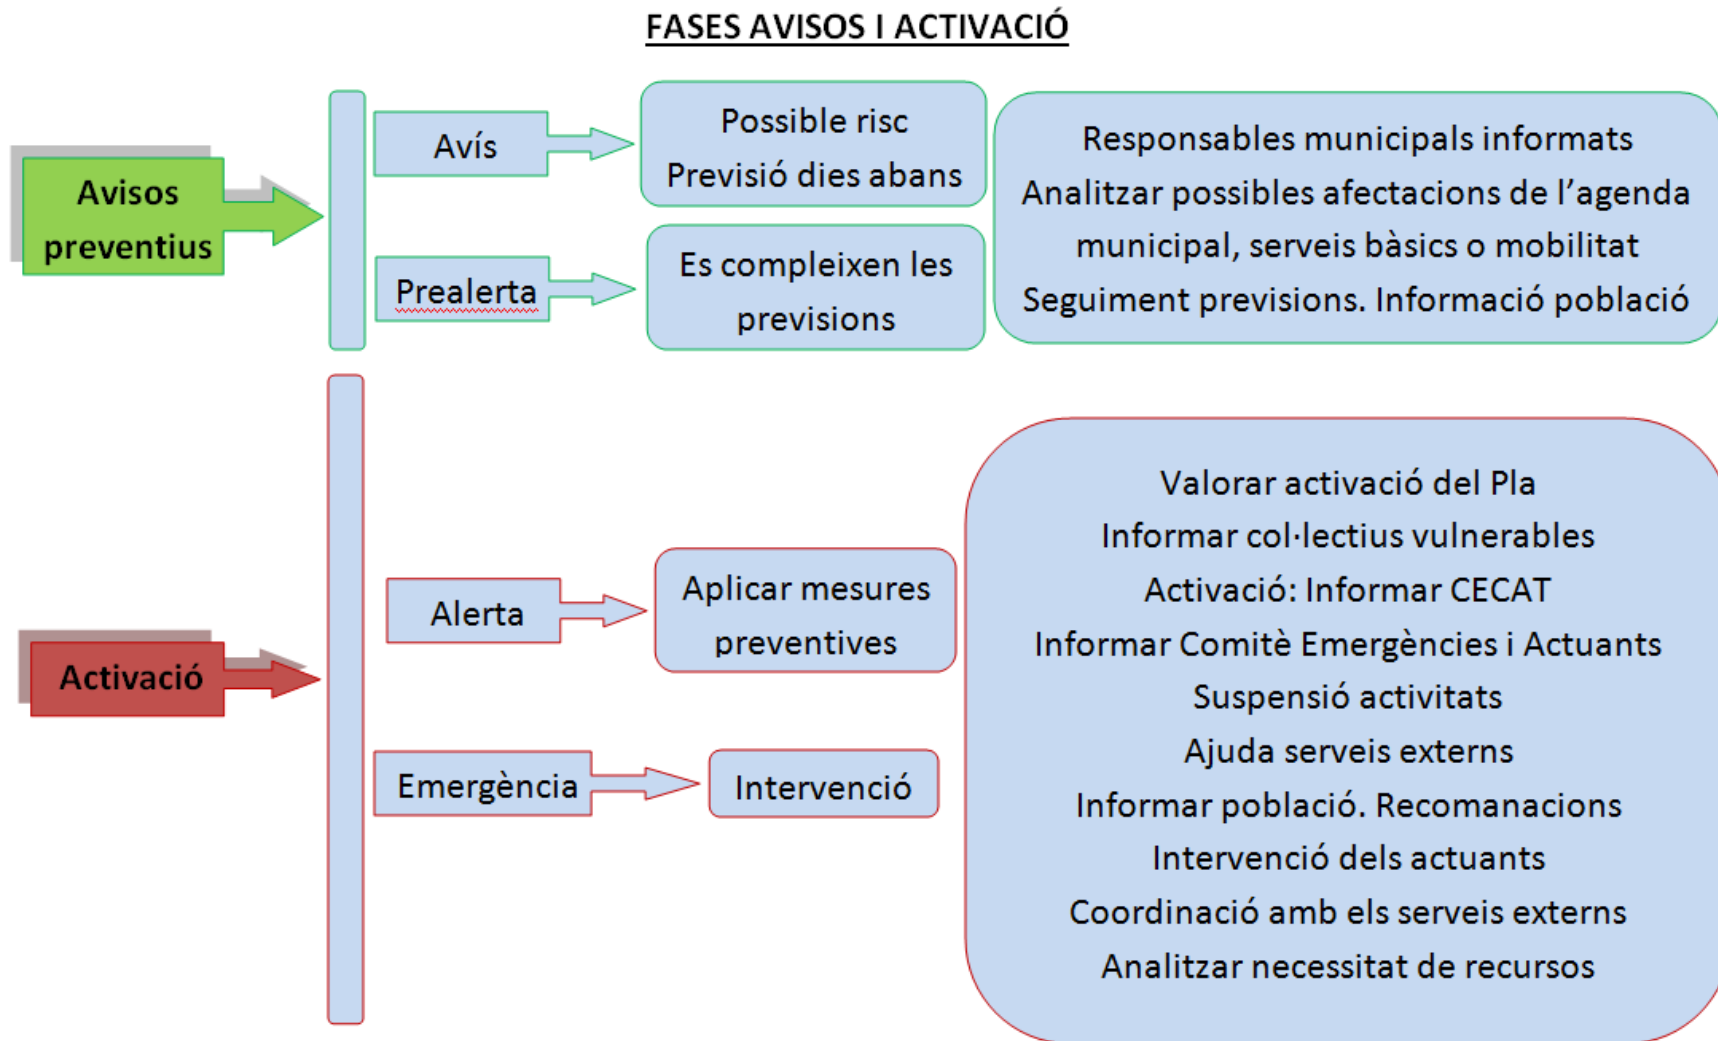 FASES AVISOS I ACTIVACIÓ
Avisos
preventius
Avís
Possible risc
Previsió dies abans
Prealerta
Es compleixen les
previsions
Responsables municipals informats
Analitzar possibles afectacions de l’agenda
municipal, serveis bàsics o mobilitat
Seguiment previsions. Informació població
Activació
Alerta
Aplicar mesures
preventives
Emergència
Intervenció
Valorar activació del Pla
Informar col·lectius vulnerables
Activació: Informar CECAT
Informar Comitè Emergències i Actuants
Suspensió activitats
Ajuda serveis externs
Informar població. Recomanacions
Intervenció dels actuants
Coordinació amb els serveis externs
Analitzar necessitat de recursos